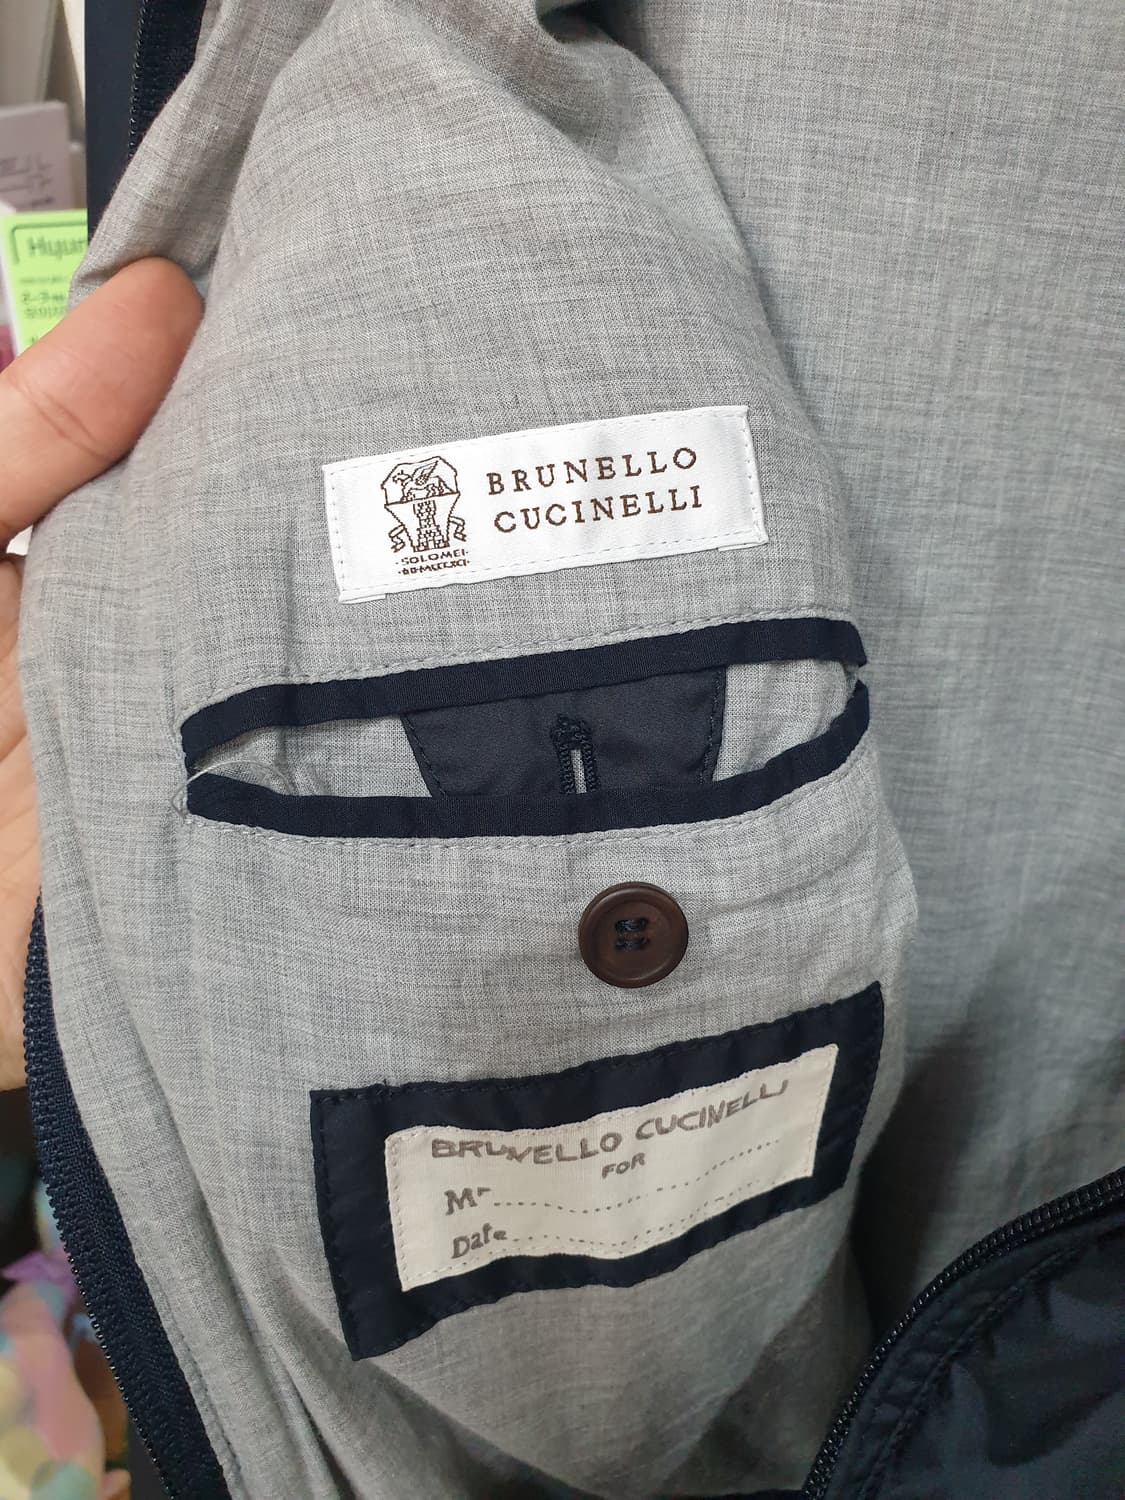 BRUNELLO
CUCINELLI
·SOLOMEI·
BRUNELLO CUCINELLI
FOR
Mr
Date